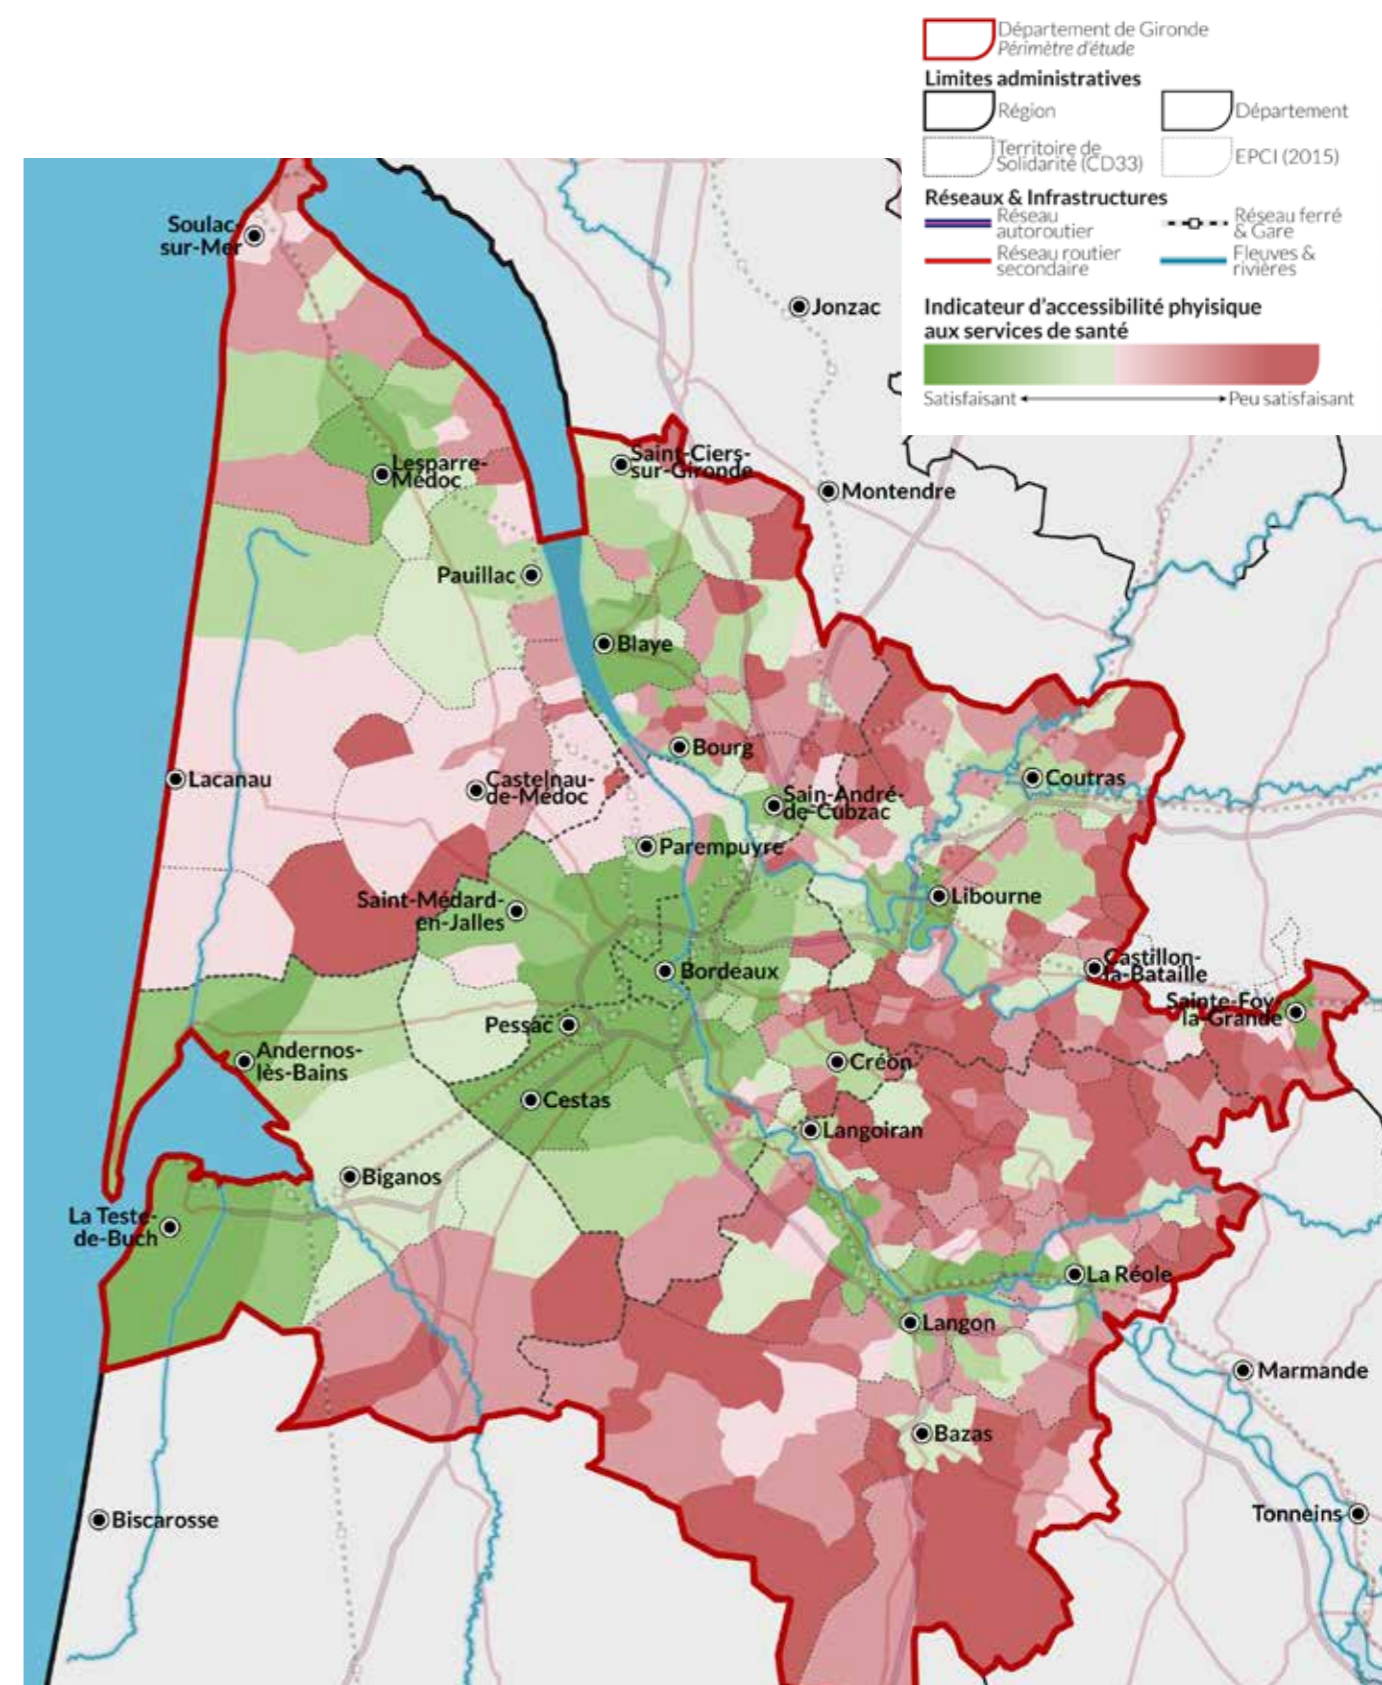 Département de Gironde
Périmètre d'étude
Limites administratives
Région
Département
Territoire de
Solidarité (CD33)
EPCI (2015)
Réseaux & Infrastructures
Réseau
autoroutier
Réseau ferré
& Gare
Réseau routier
secondaire
Fleuves &
rivières
Indicateur d'accessibilité phyisique
aux services de santé
Satisfaisant
Peu satisfaisant
Soulac-
sur-Mer
Jonzac
Saint-Ciers-
sur-Gironde
Lesparre-
Médoc
Montendre
Pauillac
Blaye
Bourg
Lacanau
Castelnau-
de-Médoc
Coutras
Sain-André-
de-Cubzac
Parempuyre
Saint-Médard-
en-Jalles
Libourne
Bordeaux
Castillon-
la-Bataille
Sainte-Foy-
la-Grande
Pessac
Andernos-
lès-Bains
Créon
Cestas
Langoiran
Biganos
La Teste-
de-Buch
La Réole
Langon
Marmande
Bazas
Biscarosse
Tonneins